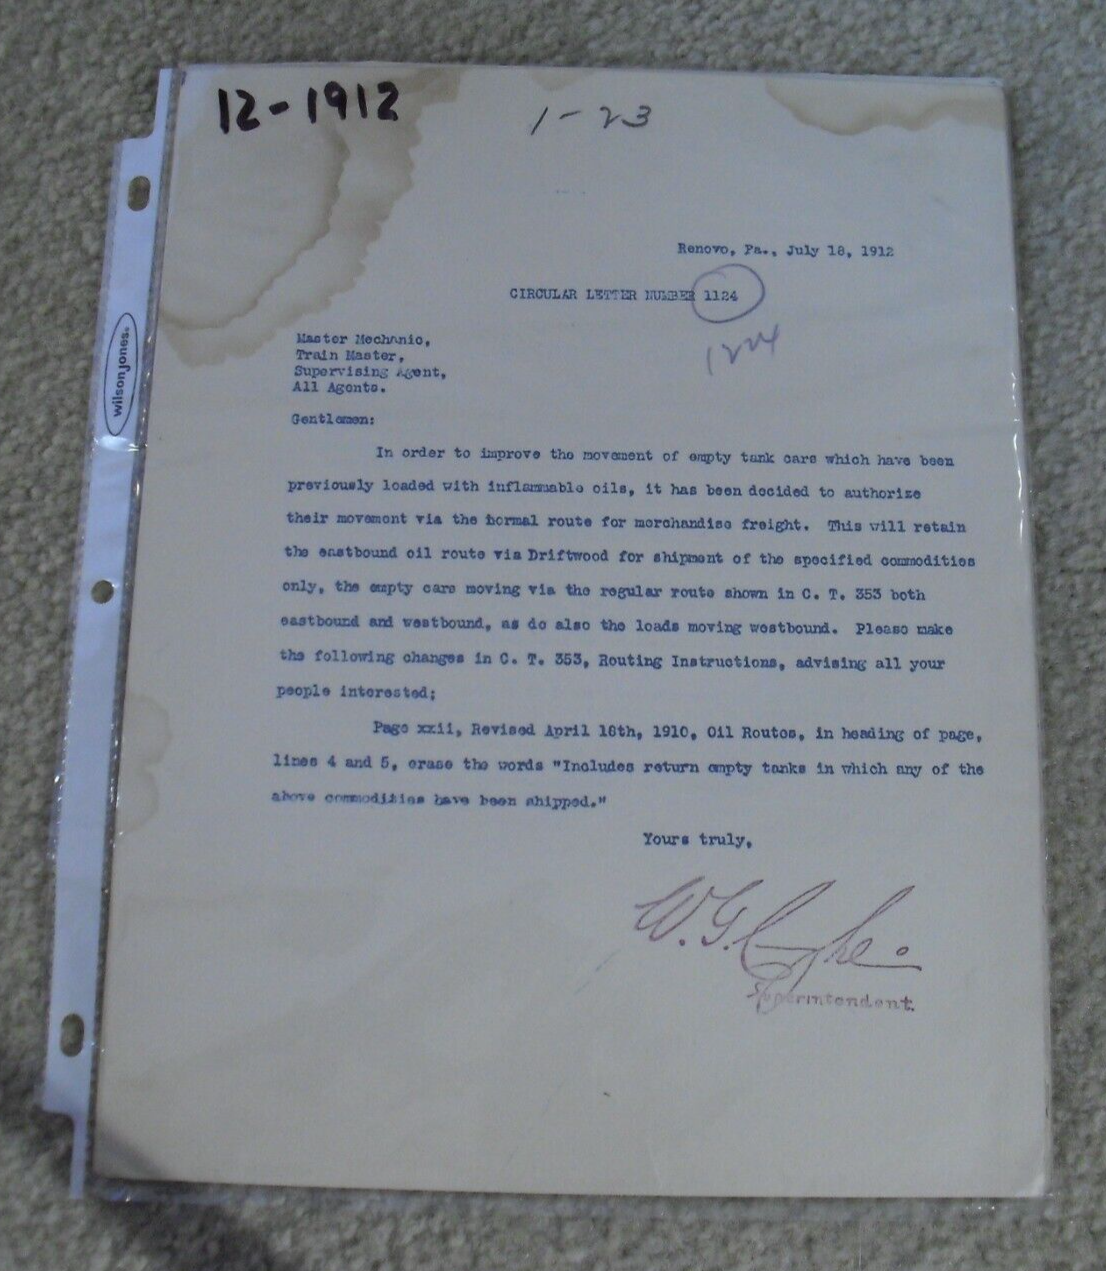 12-1912
1-23
Renovo, Pa., July 18, 1912
CIRCULAR LETTER NUMBER 1124
1224
Master Mechanic,
Train Master,
Supervising Agent,
All Agents.
wilson jones.
Gentlemen:
In order to improve the movement of empty tank cars which have been
previously loaded with inflammable oils, it has been decided to authorize
their movement via the normal route for merchandise freight. This will retain
the eastbound oil route via Driftwood for shipment of the specified commodities
only, the empty cars moving via the regular route shown in C. T. 353 both
eastbound and westbound, as do also the loads moving westbound. Please make
the following changes in C. T. 353, Routing Instructions, advising all your
people interested;
Page xxii, Revised April 18th, 1910, Oil Routes, in heading of page,
lines 4 and 5, erase the words "Includes return empty tanks in which any of the
above commodities have been shipped."
Yours truly,
W. G.
Superintendent.